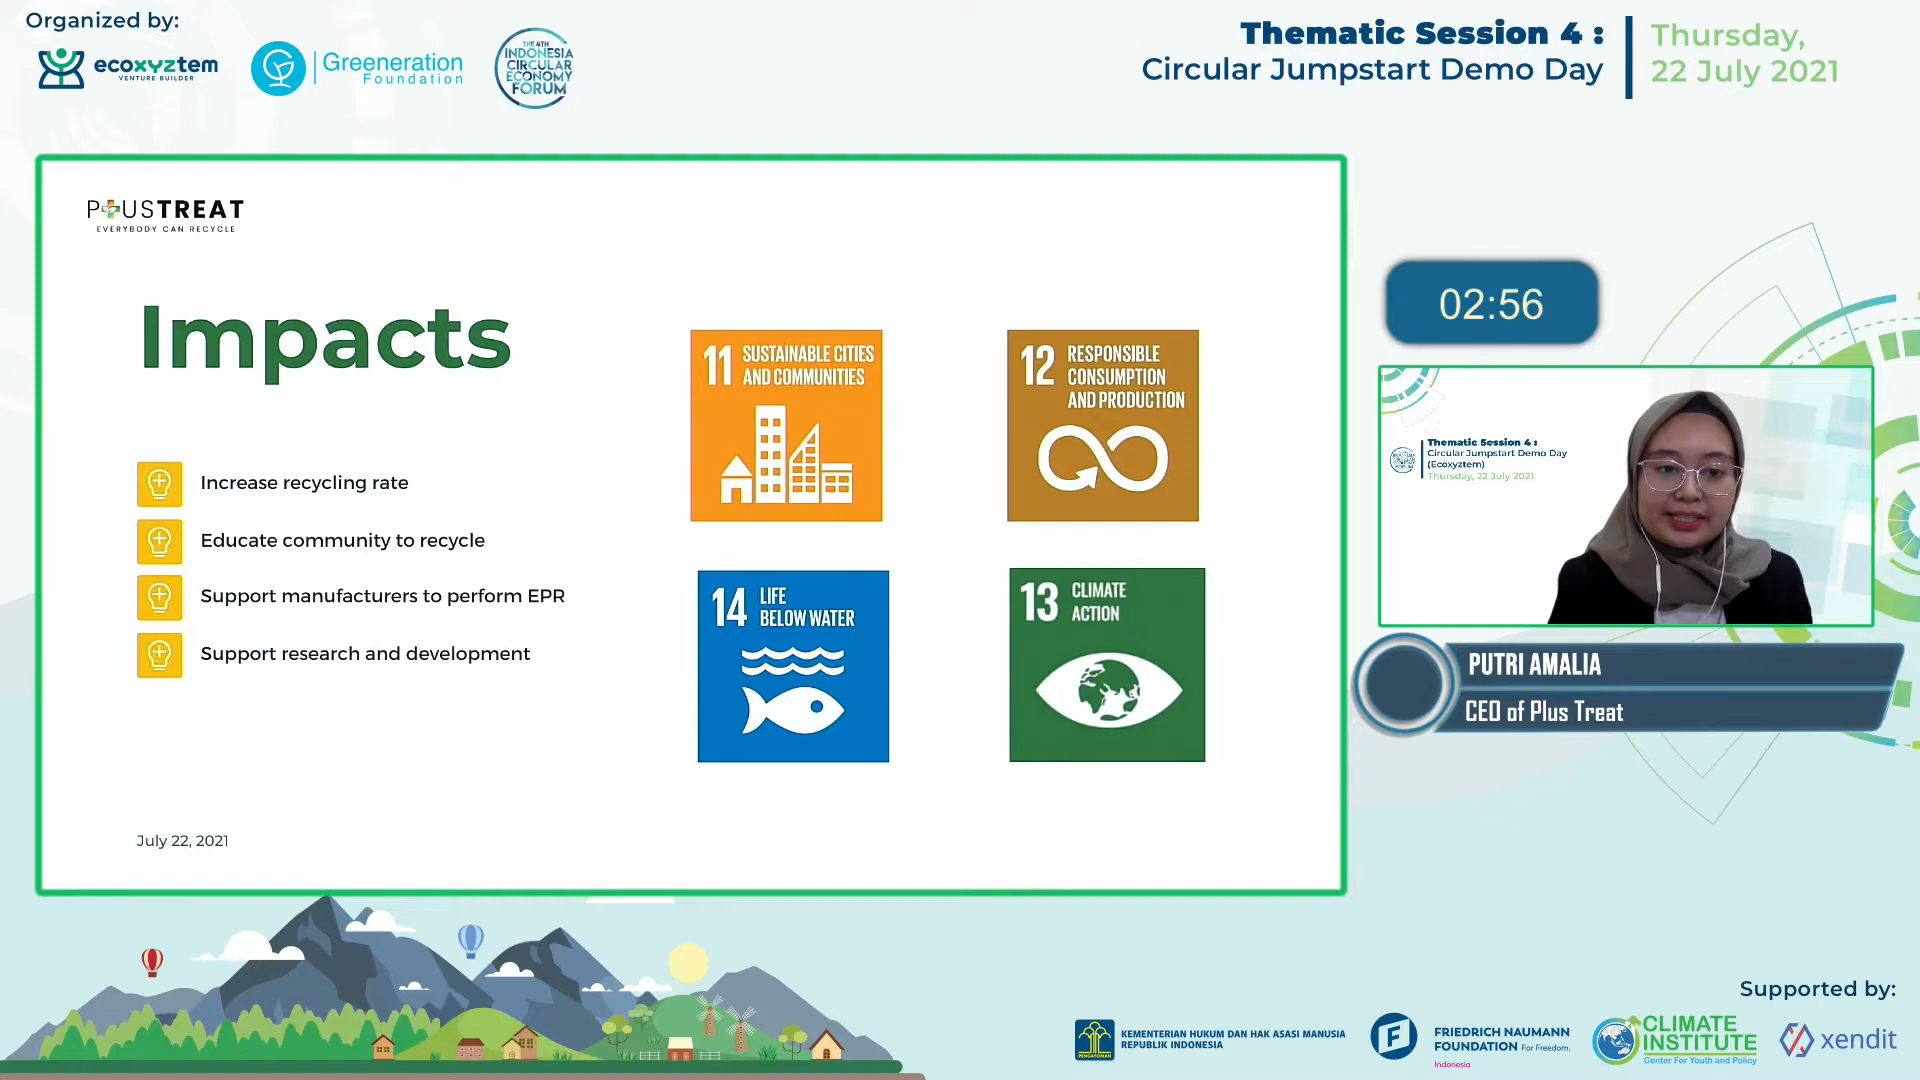 Organized by:
ecoxyztem
VENTURE BUILDER
Greeneration
Foundation
THE 4TH
INDONESIA
CIRCULAR
ECONOMY
FORUM
Thematic Session 4 :
Circular Jumpstart Demo Day
Thursday,
22 July 2021
PLUSTREAT
EVERYBODY CAN RECYCLE
Impacts
Increase recycling rate
Educate community to recycle
Support manufacturers to perform EPR
Support research and development
11 SUSTAINABLE CITIES
AND COMMUNITIES
12 RESPONSIBLE
CONSUMPTION
AND PRODUCTION
14 LIFE
BELOW WATER
13 CLIMATE
ACTION
July 22, 2021
02:56
Thematic Session 4 :
Circular Jumpstart Demo Day
(Ecoxyztem)
Thursday, 22 July 2021
PUTRI AMALIA
CEO of Plus Treat
Supported by:
PENGAYOMAN
KEMENTERIAN HUKUM DAN HAK ASASI MANUSIA
REPUBLIK INDONESIA
FRIEDRICH NAUMANN
FOUNDATION For Freedom.
Indonesia
CLIMATE
INSTITUTE
Center For Youth and Policy
xendit